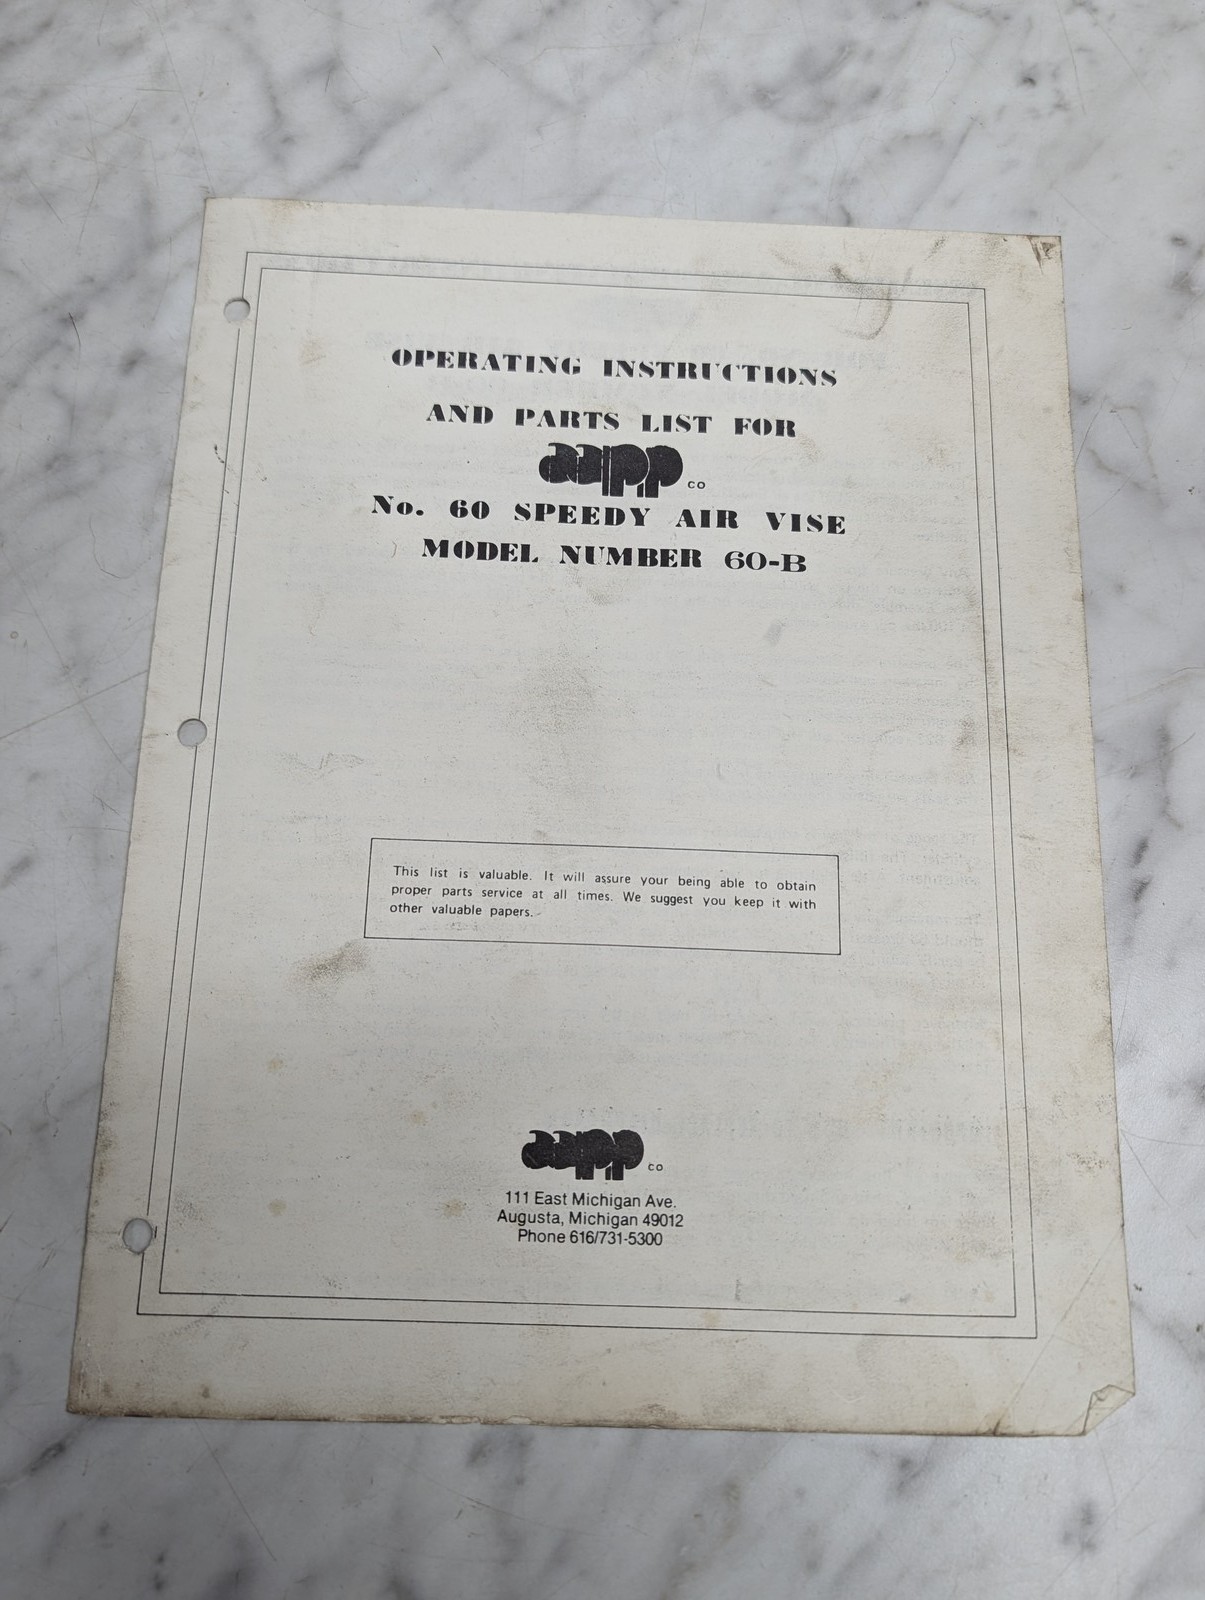 OPERATING INSTRUCTIONS
AND PARTS LIST FOR
aapp co
No. 60 SPEEDY AIR VISE
MODEL NUMBER 60-B
This list is valuable. It will assure your being able to obtain
proper parts service at all times. We suggest you keep it with
other valuable papers.
aapp co
111 East Michigan Ave.
Augusta, Michigan 49012
Phone 616/731-5300